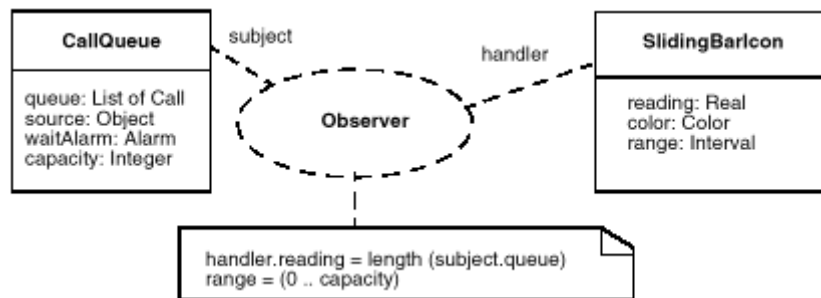 CallQueue
queue: List of Call
source: Object
waitAlarm: Alarm
capacity: Integer
subject
Observer
handler
SlidingBarIcon
reading: Real
color: Color
range: Interval
handler.reading = length (subject.queue)
range = (0 .. capacity)